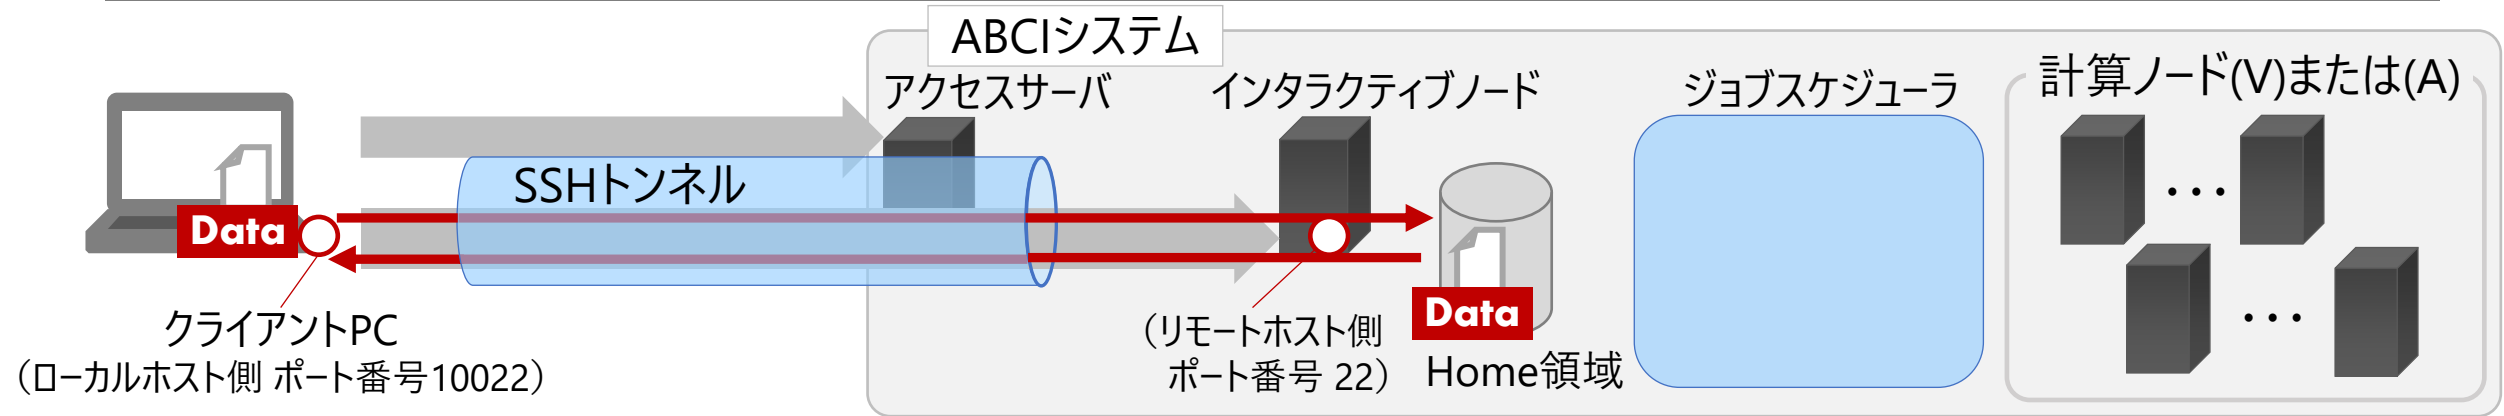 ABCIシステム
アクセスサーバ
インタラクティブノード
ジョブスケジューラ
計算ノード(V)または(A)
SSHトンネル
Data
・・・
クライアントPC
（ローカルホスト側 ポート番号10022）
（リモートホスト側
ポート番号 22）
Data
Home領域
・・・